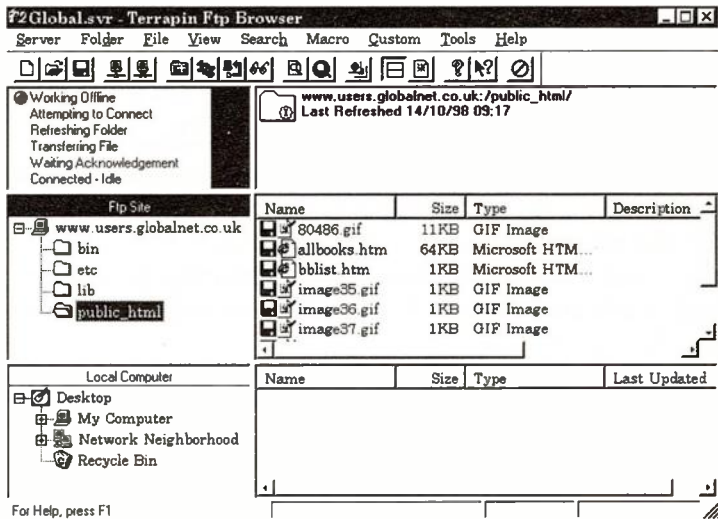 Global.svr - Terrapin Ftp Browser
Server Folder File View Search Macro Custom Tools Help
Working Offline
Attempting to Connect
Refreshing Folder
Transferring File
Waiting Acknowledgement
Connected - Idle
www.users.globalnet.co.uk:/public_html/
Last Refreshed 14/10/98 09:17
Ftp Site
www.users.globalnet.co.uk
bin
etc
lib
public_html
Name Size Type Description
80486.gif 11KB GIF Image
allbooks.htm 64KB Microsoft HTM...
bblist.htm 1KB Microsoft HTM...
image35.gif 1KB GIF Image
image36.gif 1KB GIF Image
image37.gif 1KB GIF Image
Local Computer
Desktop
My Computer
Network Neighborhood
Recycle Bin
Name Size Type Last Updated
For Help, press F1